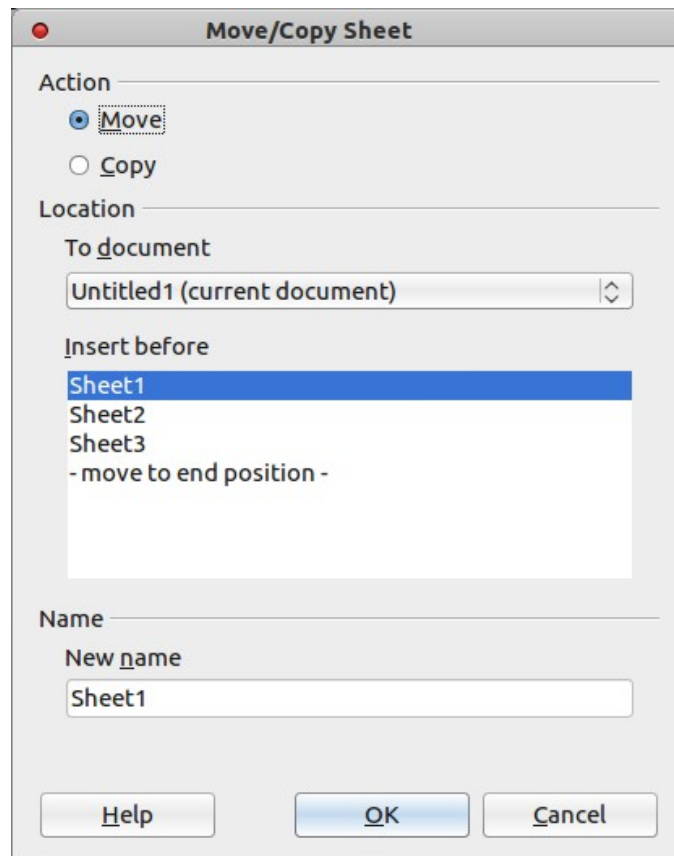 Move/Copy Sheet
Action
Move
Copy
Location
To document
Untitled1 (current document)
Insert before
Sheet1
Sheet2
Sheet3
- move to end position -
Name
New name
Sheet1
Help OK Cancel